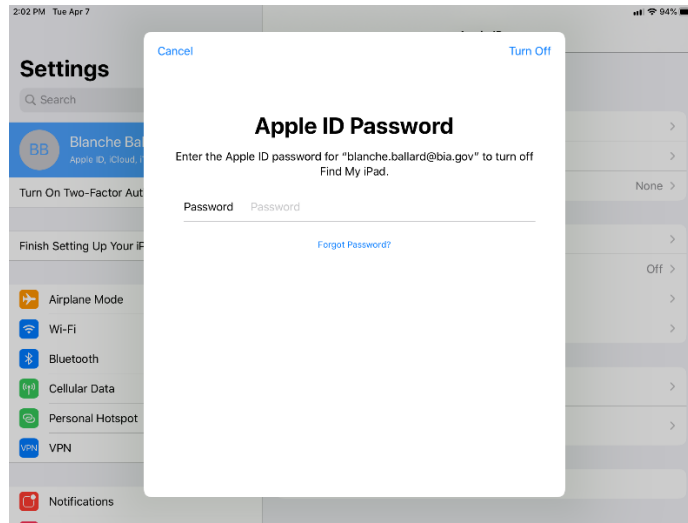 2:02 PM Tue Apr 7
94%
Settings
Search
BB
Blanche Bal
Apple ID, iCloud, i
Turn On Two-Factor Aut
Finish Setting Up Your iP
Airplane Mode
Wi-Fi
Bluetooth
Cellular Data
Personal Hotspot
VPN
VPN
Notifications
Cancel
Turn Off
Apple ID Password
Enter the Apple ID password for “blanche.ballard@bia.gov” to turn off
Find My iPad.
Password
Password
Forgot Password?
None
Off